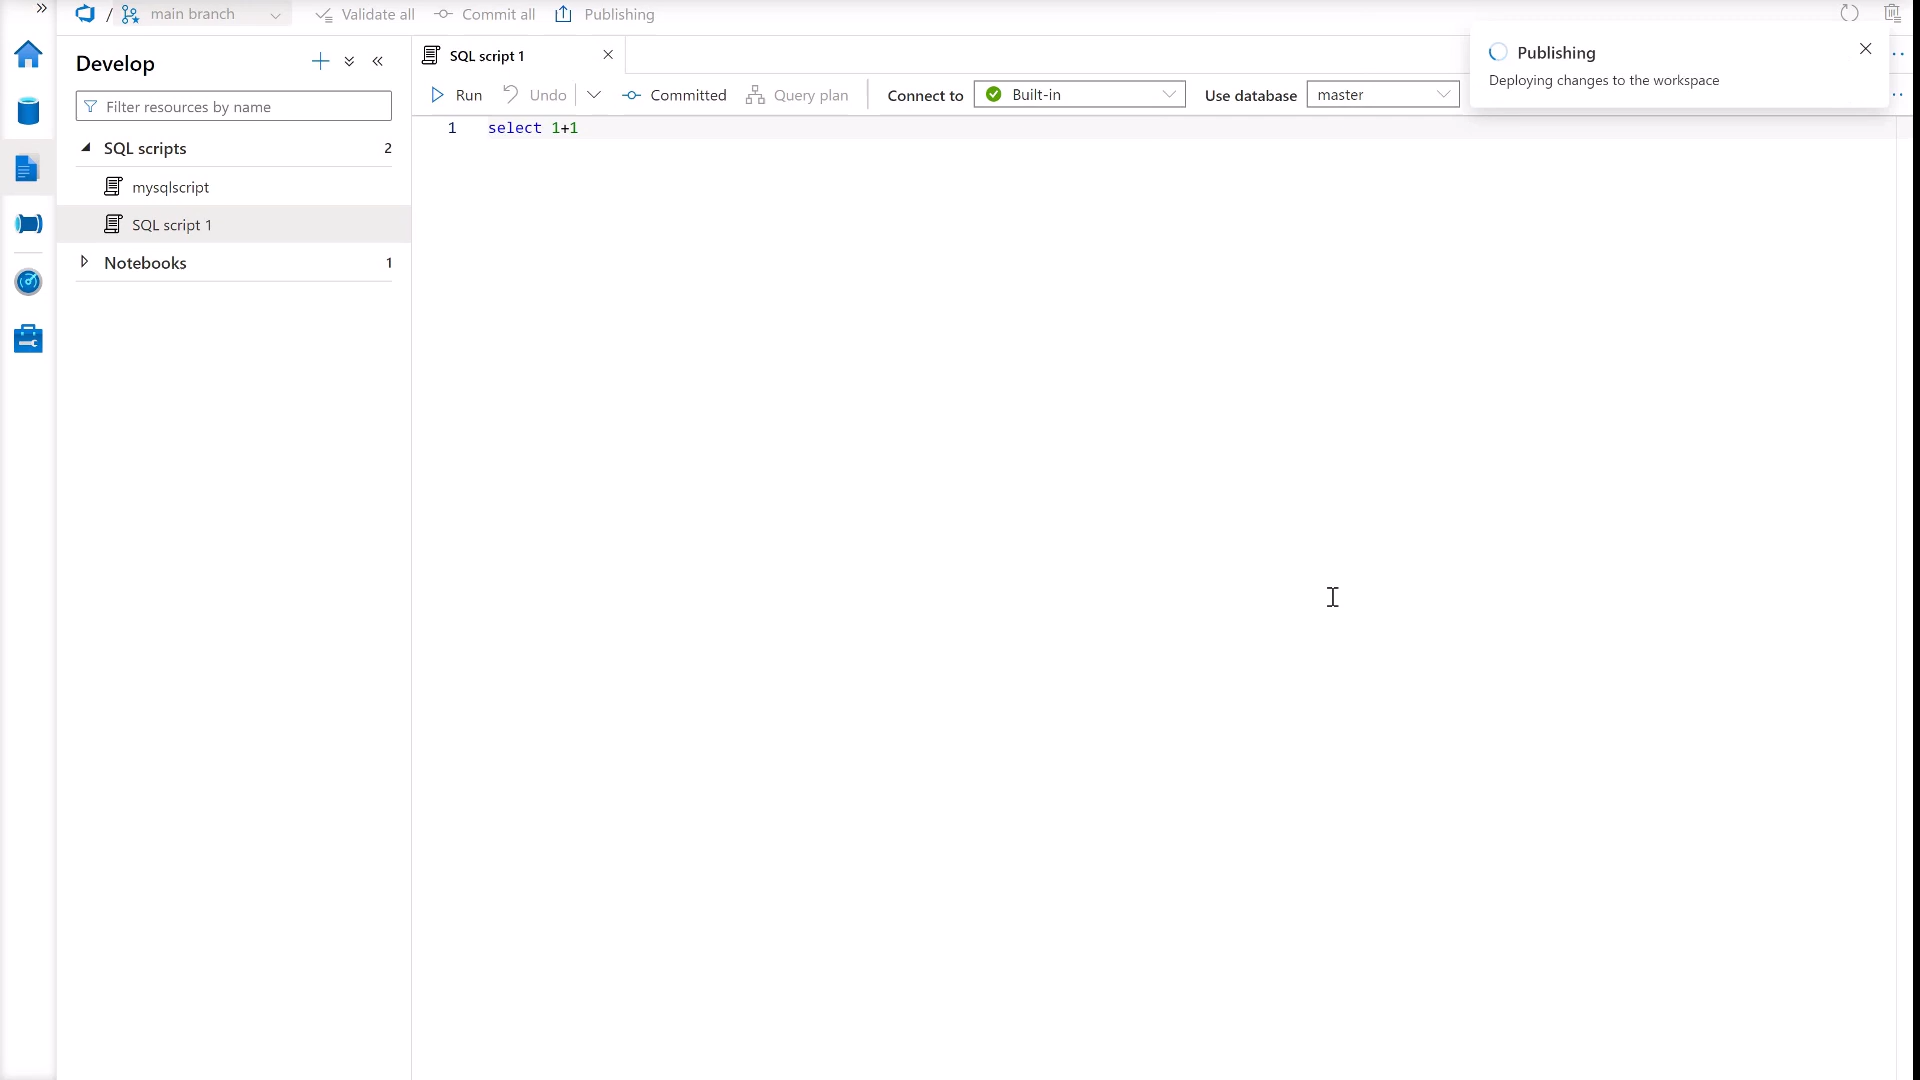 » / main branch Validate all Commit all Publishing
Develop + « SQL script 1 Publishing
Deploying changes to the workspace
Filter resources by name Run Undo Committed Query plan Connect to Built-in Use database master
1 select 1+1
SQL scripts 2
mysqlscript
SQL script 1
Notebooks 1